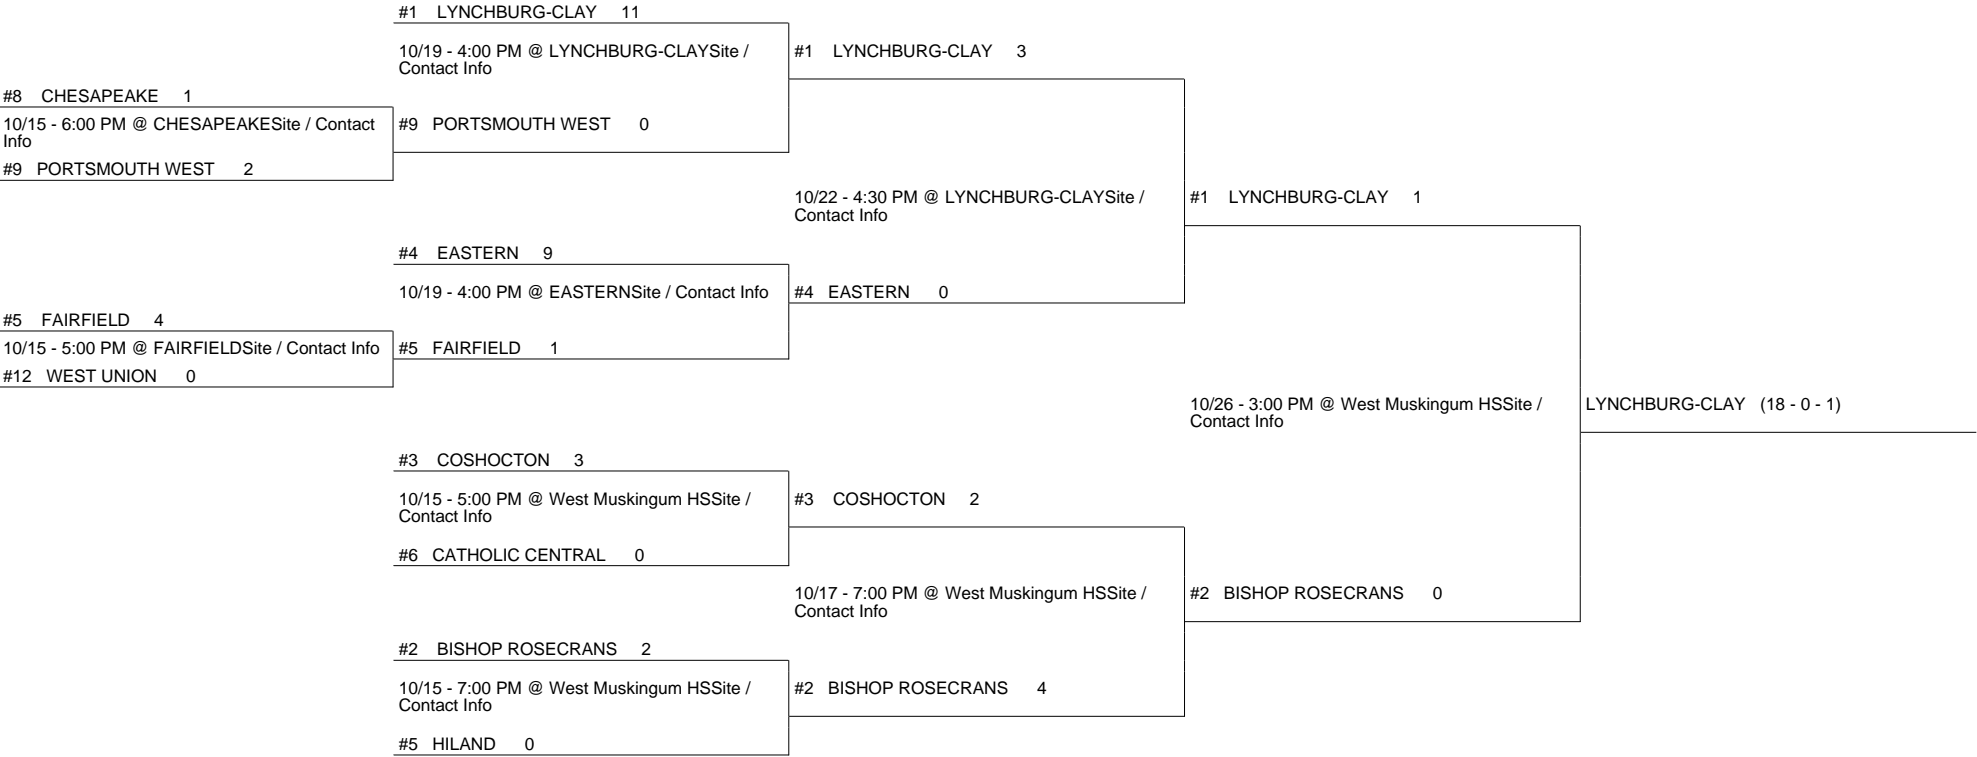 #1 LYNCHBURG-CLAY 11
10/19 - 4:00 PM @ LYNCHBURG-CLAYSite /
Contact Info
#1 LYNCHBURG-CLAY 3
#8 CHESAPEAKE 1
10/15 - 6:00 PM @ CHESAPEAKESite / Contact
Info
#9 PORTSMOUTH WEST 0
#9 PORTSMOUTH WEST 2
10/22 - 4:30 PM @ LYNCHBURG-CLAYSite /
Contact Info
#1 LYNCHBURG-CLAY 1
#4 EASTERN 9
10/19 - 4:00 PM @ EASTERNSite / Contact Info
#4 EASTERN 0
#5 FAIRFIELD 4
10/15 - 5:00 PM @ FAIRFIELDSite / Contact Info
#5 FAIRFIELD 1
#12 WEST UNION 0
10/26 - 3:00 PM @ West Muskingum HSSite /
Contact Info
LYNCHBURG-CLAY (18 - 0 - 1)
#3 COSHOCTON 3
10/15 - 5:00 PM @ West Muskingum HSSite /
Contact Info
#3 COSHOCTON 2
#6 CATHOLIC CENTRAL 0
10/17 - 7:00 PM @ West Muskingum HSSite /
Contact Info
#2 BISHOP ROSECRANS 0
#2 BISHOP ROSECRANS 2
10/15 - 7:00 PM @ West Muskingum HSSite /
Contact Info
#2 BISHOP ROSECRANS 4
#5 HILAND 0